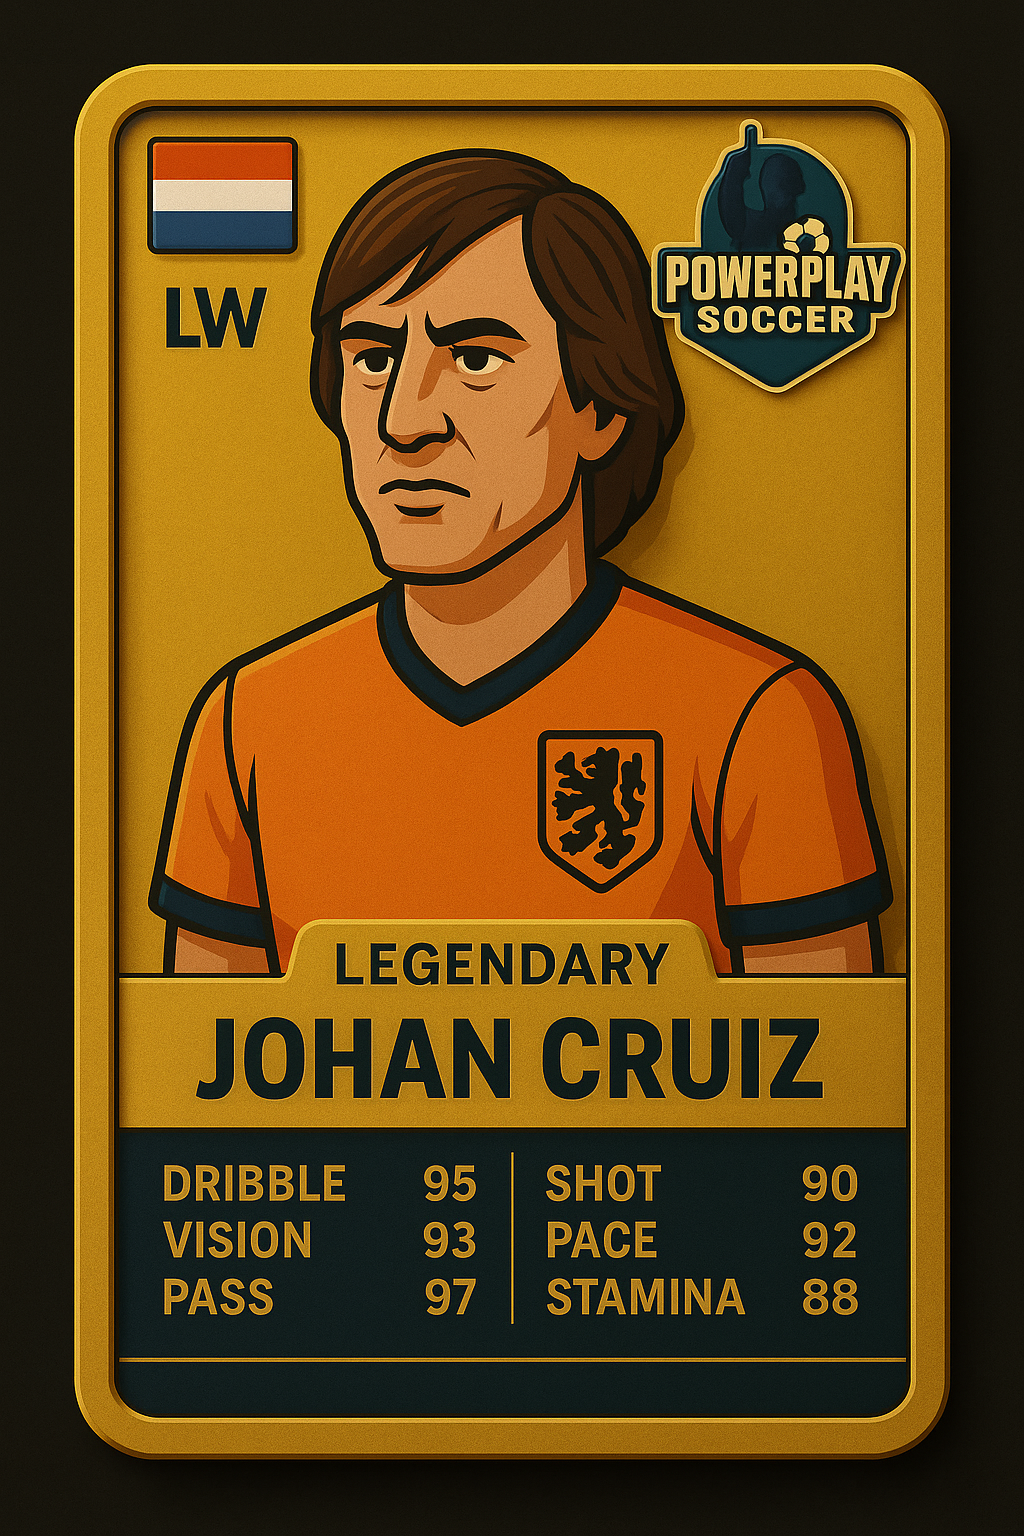 LW
POWERPLAY
SOCCER
LEGENDARY
JOHAN CRUIZ
DRIBBLE 95 SHOT 90
VISION 93 PACE 92
PASS 97 STAMINA 88